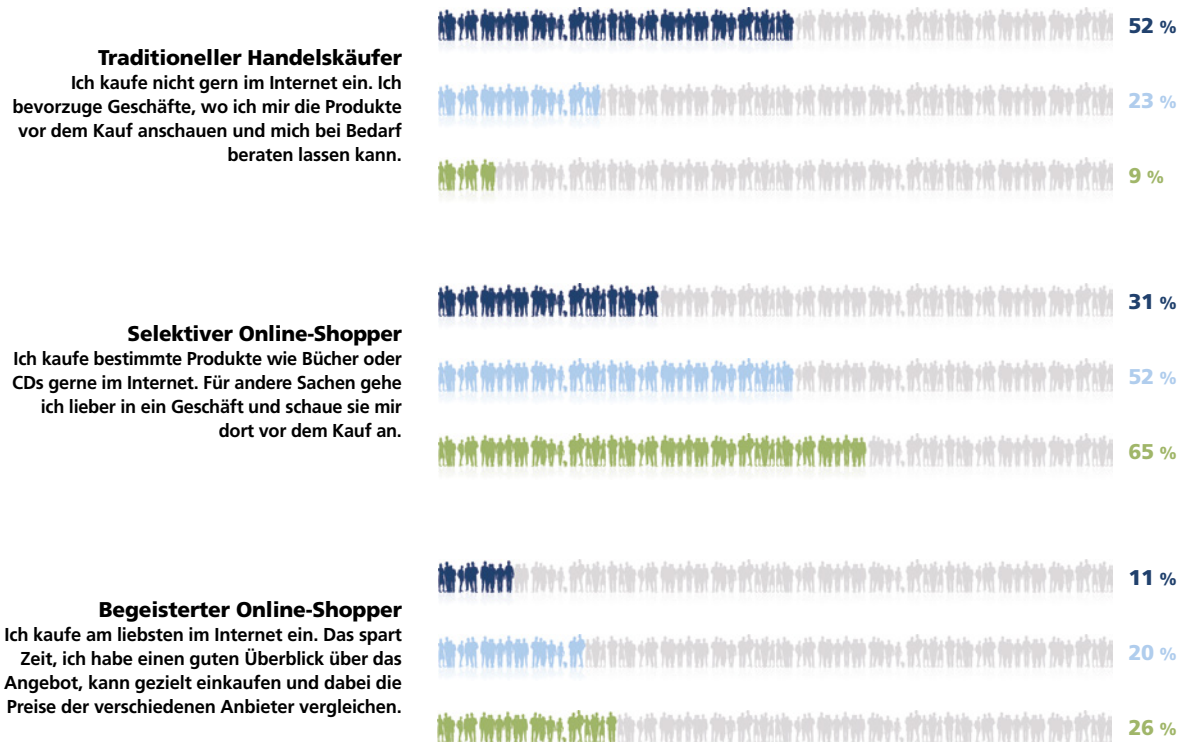 52 %
Traditioneller Handelskäufer
Ich kaufe nicht gern im Internet ein. Ich
bevorzuge Geschäfte, wo ich mir die Produkte
vor dem Kauf anschauen und mich bei Bedarf
beraten lassen kann.
23 %
9 %
31 %
Selektiver Online-Shopper
Ich kaufe bestimmte Produkte wie Bücher oder
CDs gerne im Internet. Für andere Sachen gehe
ich lieber in ein Geschäft und schaue sie mir
dort vor dem Kauf an.
52 %
65 %
11 %
Begeisterter Online-Shopper
Ich kaufe am liebsten im Internet ein. Das spart
Zeit, ich habe einen guten Überblick über das
Angebot, kann gezielt einkaufen und dabei die
Preise der verschiedenen Anbieter vergleichen.
20 %
26 %